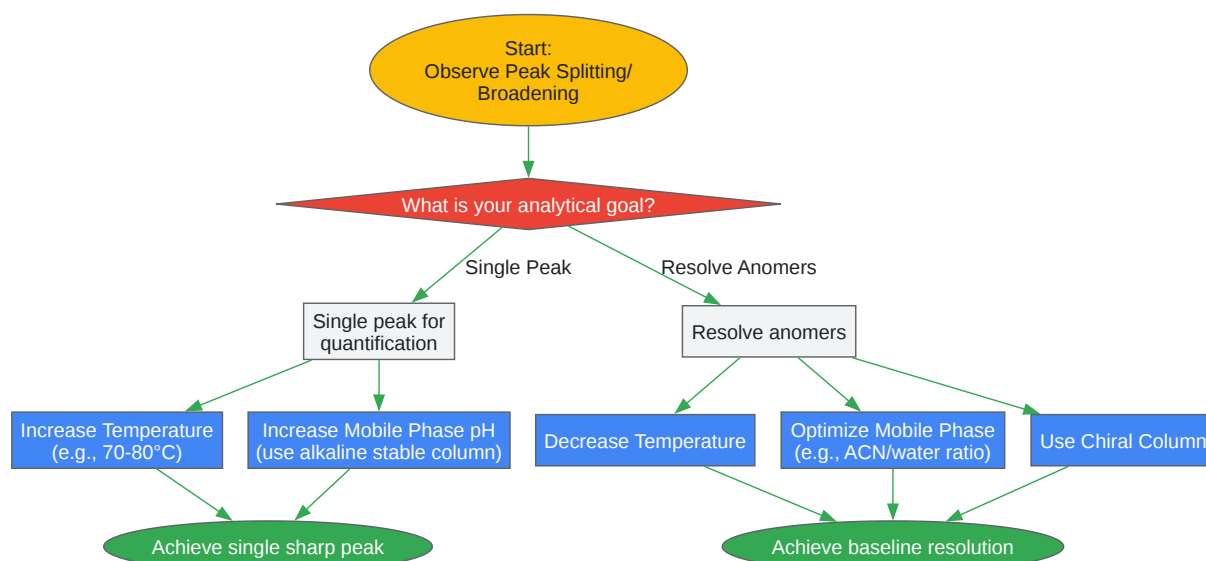 Start:
Observe Peak Splitting/
Broadening
What is your analytical goal?
Single Peak
Resolve Anomers
Single peak for
quantification
Resolve anomers
Increase Temperature
(e.g., 70-80°C)
Increase Mobile Phase pH
(use alkaline stable column)
Decrease Temperature
Optimize Mobile Phase
(e.g., ACN/water ratio)
Use Chiral Column
Achieve single sharp peak
Achieve baseline resolution